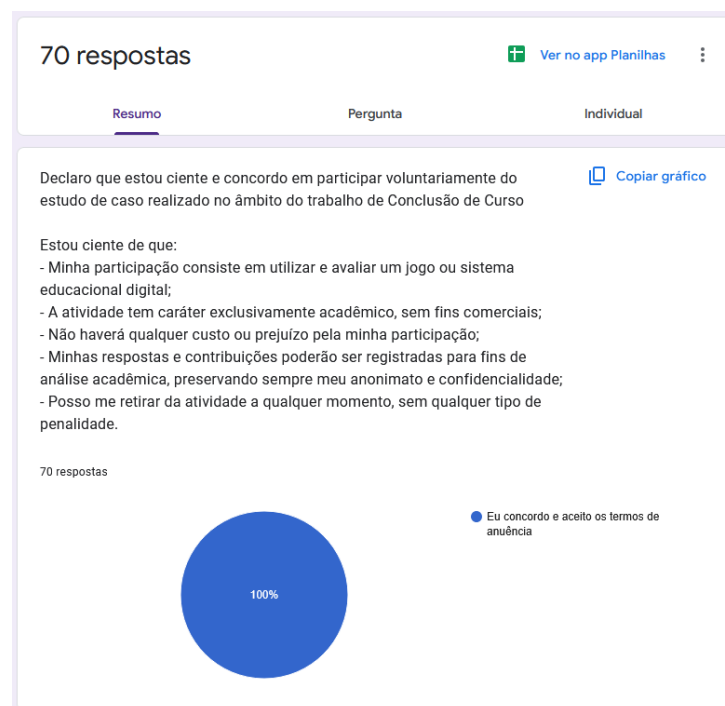 70 respostas
Ver no app Planilhas
Resumo
Pergunta
Individual
Declaro que estou ciente e concordo em participar voluntariamente do
estudo de caso realizado no âmbito do trabalho de Conclusão de Curso
Copiar gráfico
Estou ciente de que:
- Minha participação consiste em utilizar e avaliar um jogo ou sistema
educacional digital;
- A atividade tem caráter exclusivamente acadêmico, sem fins comerciais;
- Não haverá qualquer custo ou prejuízo pela minha participação;
- Minhas respostas e contribuições poderão ser registradas para fins de
análise acadêmica, preservando sempre meu anonimato e confidencialidade;
- Posso me retirar da atividade a qualquer momento, sem qualquer tipo de
penalidade.
70 respostas
Eu concordo e aceito os termos de
anuência
100%